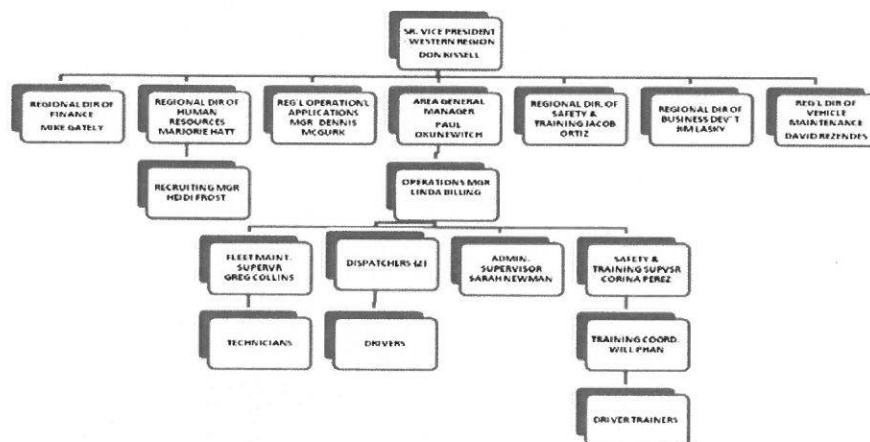 SR. VICE PRESIDENT
WESTERN REGION
DON KISSELL
REGIONAL DIR OF
FINANCE
MIKE GATELY
REGIONAL DIR OF
HUMAN
RESOURCES
MARJORIE HATT
REG'L OPERATIONS
APPLICATIONS
MGR DENNIS
MCGURK
AREA GENERAL
MANAGER
PAUL
OKUNEWITCH
REGIONAL DIR. OF
SAFETY &
TRAINING JACOB
ORTIZ
REGIONAL DIR OF
BUSINESS DEV'T
JIM LASKY
REG'L DIR OF
VEHICLE
MAINTENANCE
DAVID REZENDES
RECRUITING MGR
HEIDI FROST
OPERATIONS MGR
LINDA BILLING
FLEET MAINT.
SUPERVR
GREG COLLINS
DISPATCHERS (2)
ADMIN.
SUPERVISOR
SARAH NEWMAN
SAFETY &
TRAINING SUPVSR
CORINA PEREZ
TECHNICIANS
DRIVERS
TRAINING COORD.
WILL PHAN
DRIVER TRAINERS